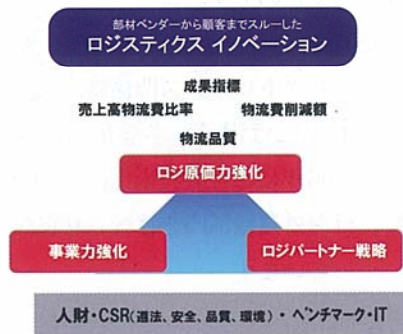 部材ベンダーから顧客までスルーした
ロジスティクス イノベーション
成果指標
売上高物流費比率 物流費削減額
物流品質
ロジ原価力強化
事業力強化 ロジパートナー戦略
人財・CSR(遵法、安全、品質、環境)・ベンチマーク・IT